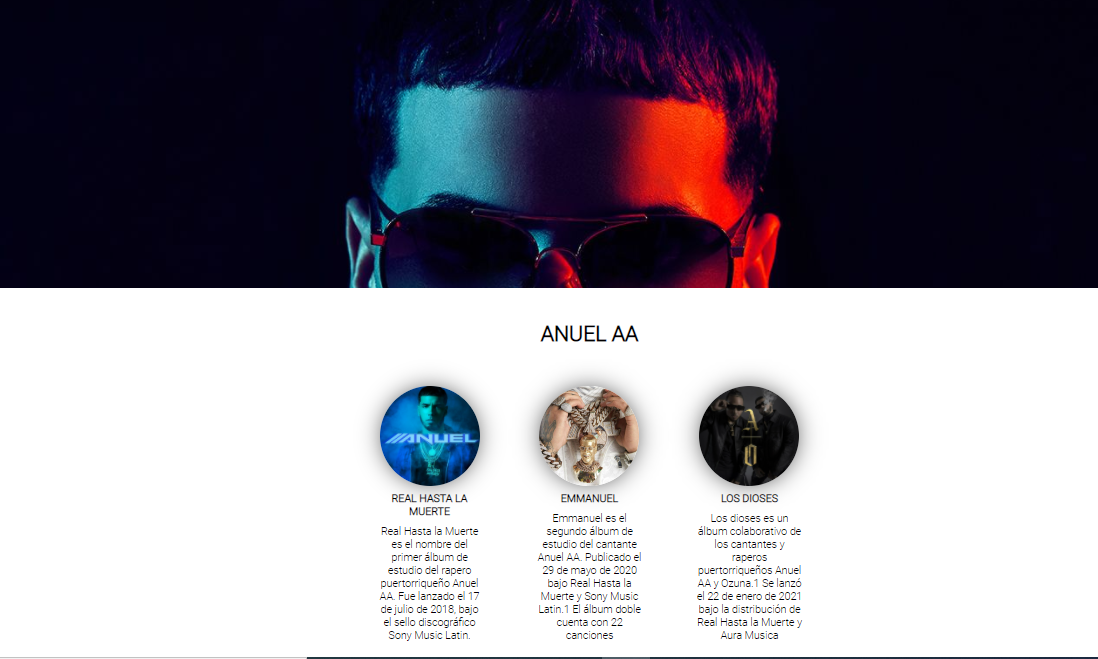 ANUEL AA
ANUEL
A
O
REAL HASTA LA
MUERTE
Real Hasta la Muerte
es el nombre del
primer álbum de
estudio del rapero
puertorriqueño Anuel
AA. Fue lanzado el 17
de julio de 2018, bajo
el sello discográfico
Sony Music Latin.
EMMANUEL
Emmanuel es el
segundo álbum de
estudio del cantante
Anuel AA. Publicado el
29 de mayo de 2020
bajo Real Hasta la
Muerte y Sony Music
Latin.1 El álbum doble
cuenta con 22
canciones
LOS DIOSES
Los dioses es un
álbum colaborativo de
los cantantes y
raperos
puertorriqueños Anuel
AA y Ozuna.1 Se lanzó
el 22 de enero de 2021
bajo la distribución de
Real Hasta la Muerte y
Aura Musica